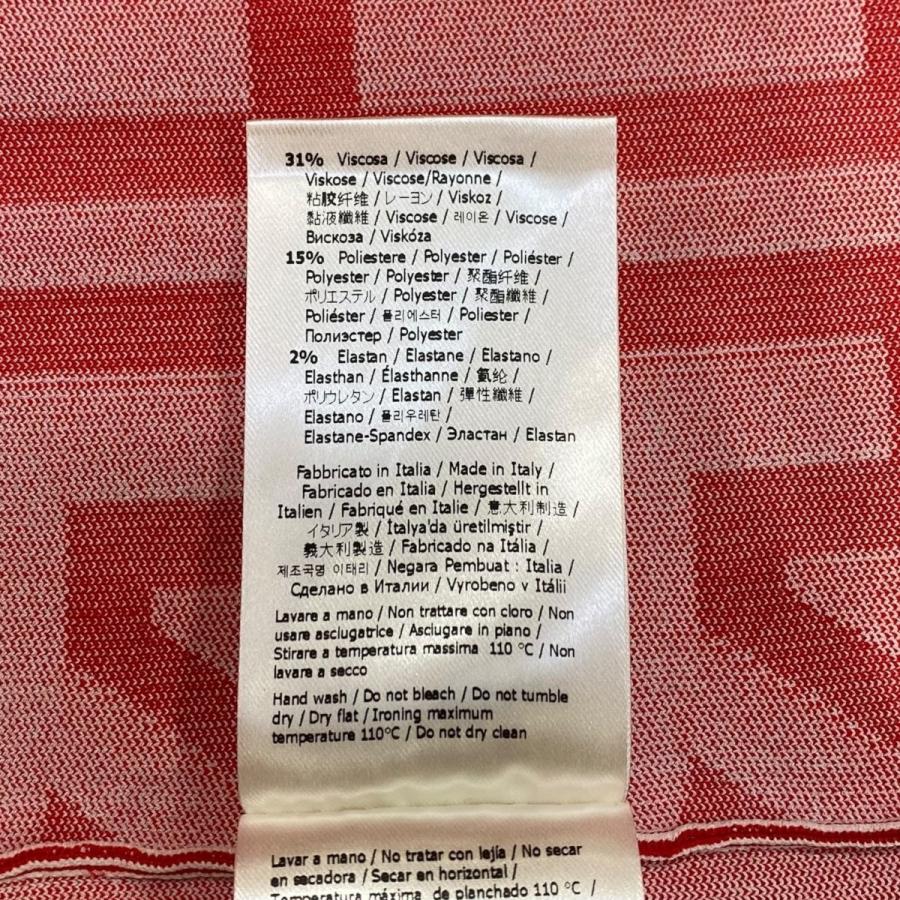 31% Viscosa / Viscose / Viscosa /
Viskose / Viscose/Rayonne /
粘胶纤维 / レーヨン / Viskoz /
黏液纖維 / Viscose / 레이온 / Viscose /
Вискоза / Viskóza
15% Poliestere / Polyester / Poliéster /
Polyester / Polyester / 聚酯纤维 /
ポリエステル / Polyester / 聚酯纖維 /
Poliéster / 폴리에스터 / Poliester /
Полиэстер / Polyester
2% Elastan / Elastane / Elastano /
Elasthan / Élasthanne / 氨纶 /
ポリウレタン / Elastan / 彈性纖維 /
Elastano / 폴리우레탄 /
Elastane-Spandex / Эластан / Elastan
Fabbricato in Italia / Made in Italy /
Fabricado en Italia / Hergestellt in
Italien / Fabriqué en Italie / 意大利制造 /
イタリア製 / İtalya'da üretilmiştir /
義大利製造 / Fabricado na Itália /
제조국명 이태리 / Negara Pembuat : Italia /
Сделано в Италии / Vyrobeno v Itálii
Lavare a mano / Non trattare con cloro / Non
usare asciugatrice / Asciugare in piano /
Stirare a temperatura massima 110 °C / Non
lavare a secco
Hand wash / Do not bleach / Do not tumble
dry / Dry flat / Ironing maximum
temperature 110°C / Do not dry clean
Lavar a mano / No tratar con lejía / No secar
en secadora / Secar en horizontal /
Temperatura máxima de planchado 110 °C /